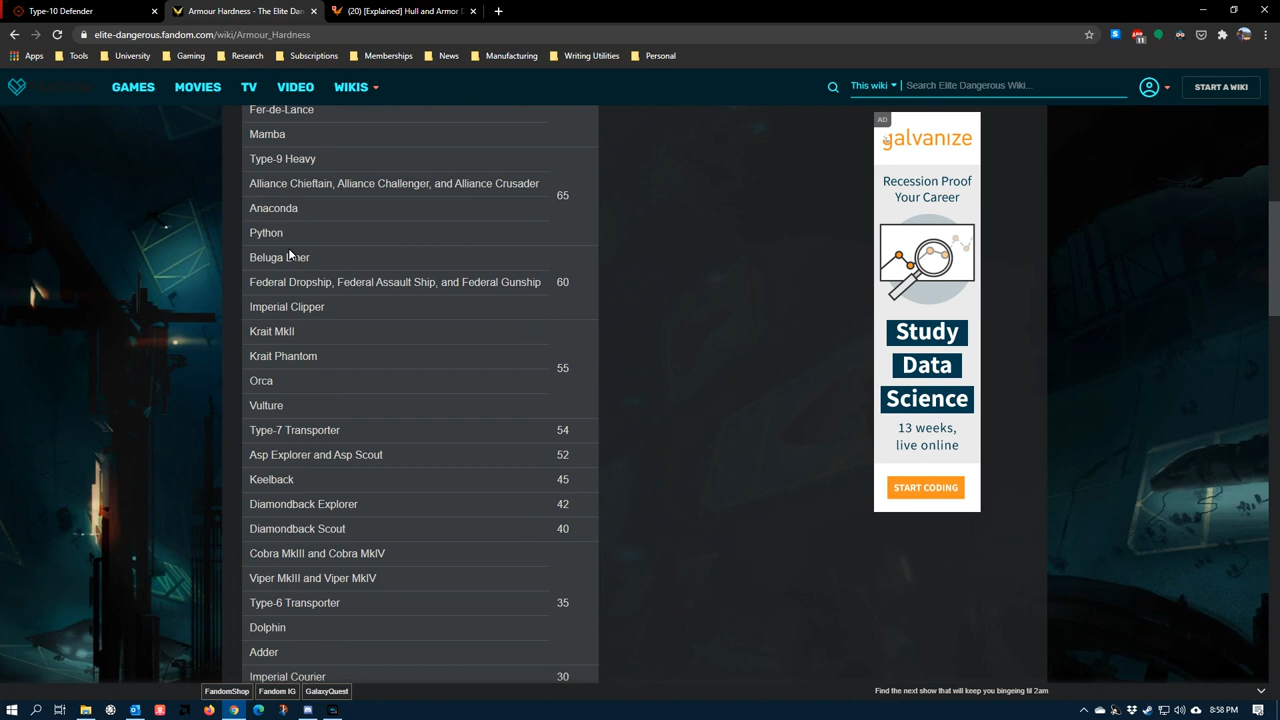 Type-10 Defender
Armour Hardness - The Elite Da
(20) [Explained] Hull and Armor
elite-dangerous.fandom.com/wiki/Armour_Hardness
11
Apps Tools University Gaming Research Subscriptions Memberships News Manufacturing Writing Utilities Personal
GAMES MOVIES TV VIDEO WIKIS
This wiki
Search Elite Dangerous Wiki...
START A WIKI
Fer-de-Lance
Mamba
Type-9 Heavy
Alliance Chieftain, Alliance Challenger, and Alliance Crusader
65
Anaconda
Python
Beluga Liner
Federal Dropship, Federal Assault Ship, and Federal Gunship 60
Imperial Clipper
Krait MkII
Krait Phantom
55
Orca
Vulture
Type-7 Transporter 54
Asp Explorer and Asp Scout 52
Keelback 45
Diamondback Explorer 42
Diamondback Scout 40
Cobra MkIII and Cobra MkIV
Viper MkIII and Viper MkIV
Type-6 Transporter 35
Dolphin
Adder
Imperial Courier 30
AD
galvanize
Recession Proof
Your Career
Study
Data
Science
13 weeks,
live online
START CODING
FandomShop Fandom IG GalaxyQuest
Find the next show that will keep you bingeing til 2am
8:58 PM